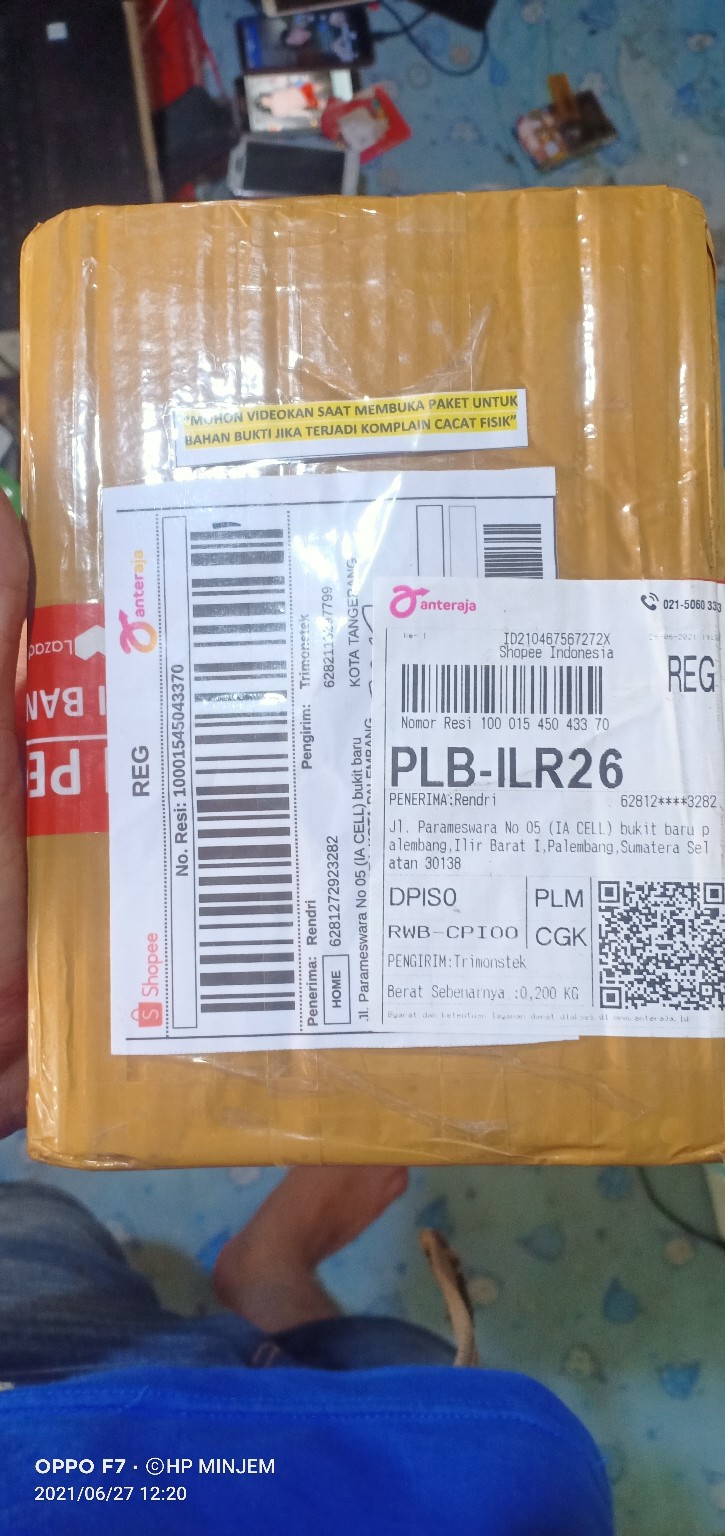 "MOHON VIDEOKAN SAAT MEMBUKA PAKET UNTUK
BAHAN BUKTI JIKA TERJADI KOMPLAIN CACAT FISIK"
Shopee
REG
anteraja
No. Resi: 10001545043370
Penerima: Rendri
Pengirim: Trimonstek
HOME
6281272923282
KOTA TANGERANG
Jl. Parameswara No 05 (IA CELL) bukit baru
anteraja
021-5060 333
ID210467567272X
Shopee Indonesia
REG
Nomor Resi 100 015 450 433 70
PLB-ILR26
PENERIMA:Rendri
62812****3282
Jl. Parameswara No 05 (IA CELL) bukit baru p
alembang,Ilir Barat I,Palembang,Sumatera Sel
atan 30138
DPISO
PLM
RWB-CPI00
CGK
PENGIRIM:Trimonstek
Berat Sebenarnya :0,200 KG
Lazad
I BAN
PE
OPPO F7 · ©HP MINJEM
2021/06/27 12:20